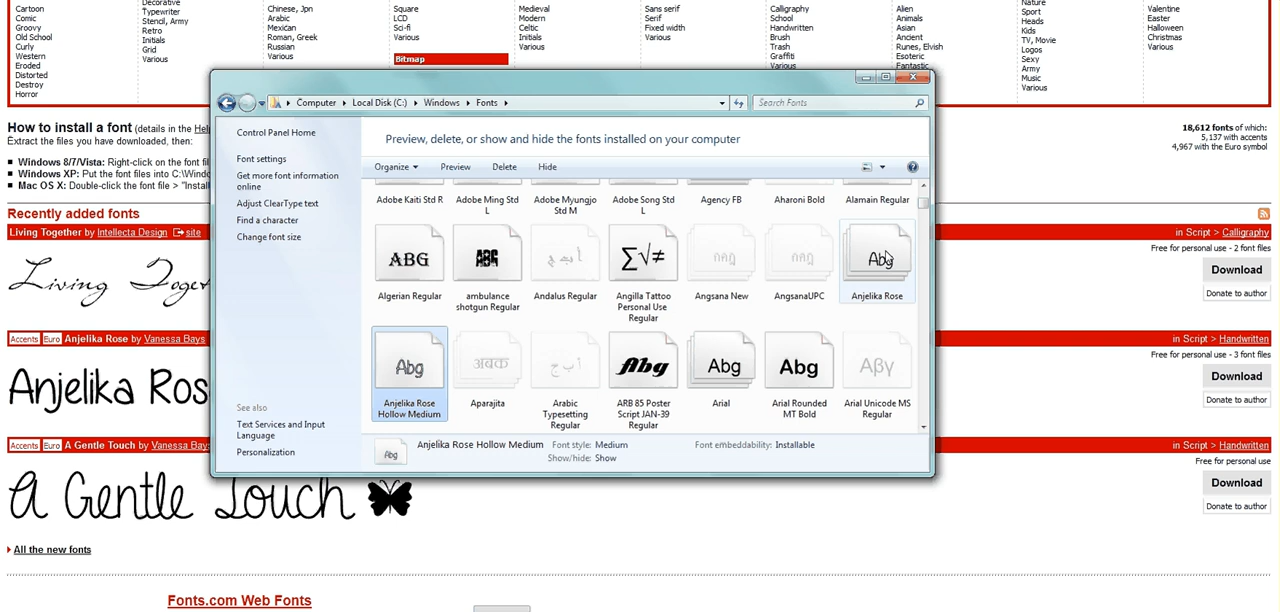 Cartoon
Comic
Groovy
Old School
Curly
Western
Eroded
Distorted
Destroy
Horror
Decorative
Typewriter
Stencil, Army
Retro
Initials
Grid
Various
Chinese, Jpn
Arabic
Mexican
Roman, Greek
Russian
Various
Square
LCD
Sci-fi
Various
Bitmap
Medieval
Modern
Celtic
Initials
Various
Sans serif
Serif
Fixed width
Various
Calligraphy
School
Handwritten
Brush
Trash
Graffiti
Various
Alien
Animals
Asian
Ancient
Runes, Elvish
Esoteric
Fantastic
Nature
Sport
Heads
Kids
TV, Movie
Logos
Sexy
Army
Music
Various
Valentine
Easter
Halloween
Christmas
Various
How to install a font (details in the Hel
Extract the files you have downloaded, then:
Windows 8/7/Vista: Right-click on the font fil
Windows XP: Put the font files into C:\Windo
Mac OS X: Double-click the font file > "Instal
18,612 fonts of which:
5,137 with accents
4,967 with the Euro symbol
Computer Local Disk (C:) Windows Fonts
Search Fonts
Control Panel Home
Font settings
Get more font information
online
Adjust ClearType text
Find a character
Change font size
See also
Text Services and Input
Language
Personalization
Preview, delete, or show and hide the fonts installed on your computer
Organize Preview Delete Hide
Adobe Kaiti Std R
Adobe Ming Std
L
Adobe Myungjo
Std M
Adobe Song Std
L
Agency FB
Aharoni Bold
Alamain Regular
ABG
ABG
أ ب ج
Σ√≠
กคฎ
กคฎ
Abg
Algerian Regular
ambulance
shotgun Regular
Andalus Regular
Angilla Tattoo
Personal Use
Regular
Angsana New
AngsanaUPC
Anjelika Rose
Abg
अबक
أ ب ج
Abg
Abg
Abg
Aβγ
Anjelika Rose
Hollow Medium
Aparajita
Arabic
Typesetting
Regular
ARB 85 Poster
Script JAN-39
Regular
Arial
Arial Rounded
MT Bold
Arial Unicode MS
Regular
Abg
Anjelika Rose Hollow Medium Font style: Medium Font embeddability: Installable
Show/hide: Show
Recently added fonts
Living Together by Intellecta Design site
in Script > Calligraphy
Free for personal use - 2 font files
Living Toge
Download
Donate to author
Accents Euro Anjelika Rose by Vanessa Bays
in Script > Handwritten
Free for personal use - 3 font files
Anjelika Ros
Download
Donate to author
Accents Euro A Gentle Touch by Vanessa Bays
in Script > Handwritten
Free for personal use
A Gentle Touch
Download
Donate to author
All the new fonts
Fonts.com Web Fonts